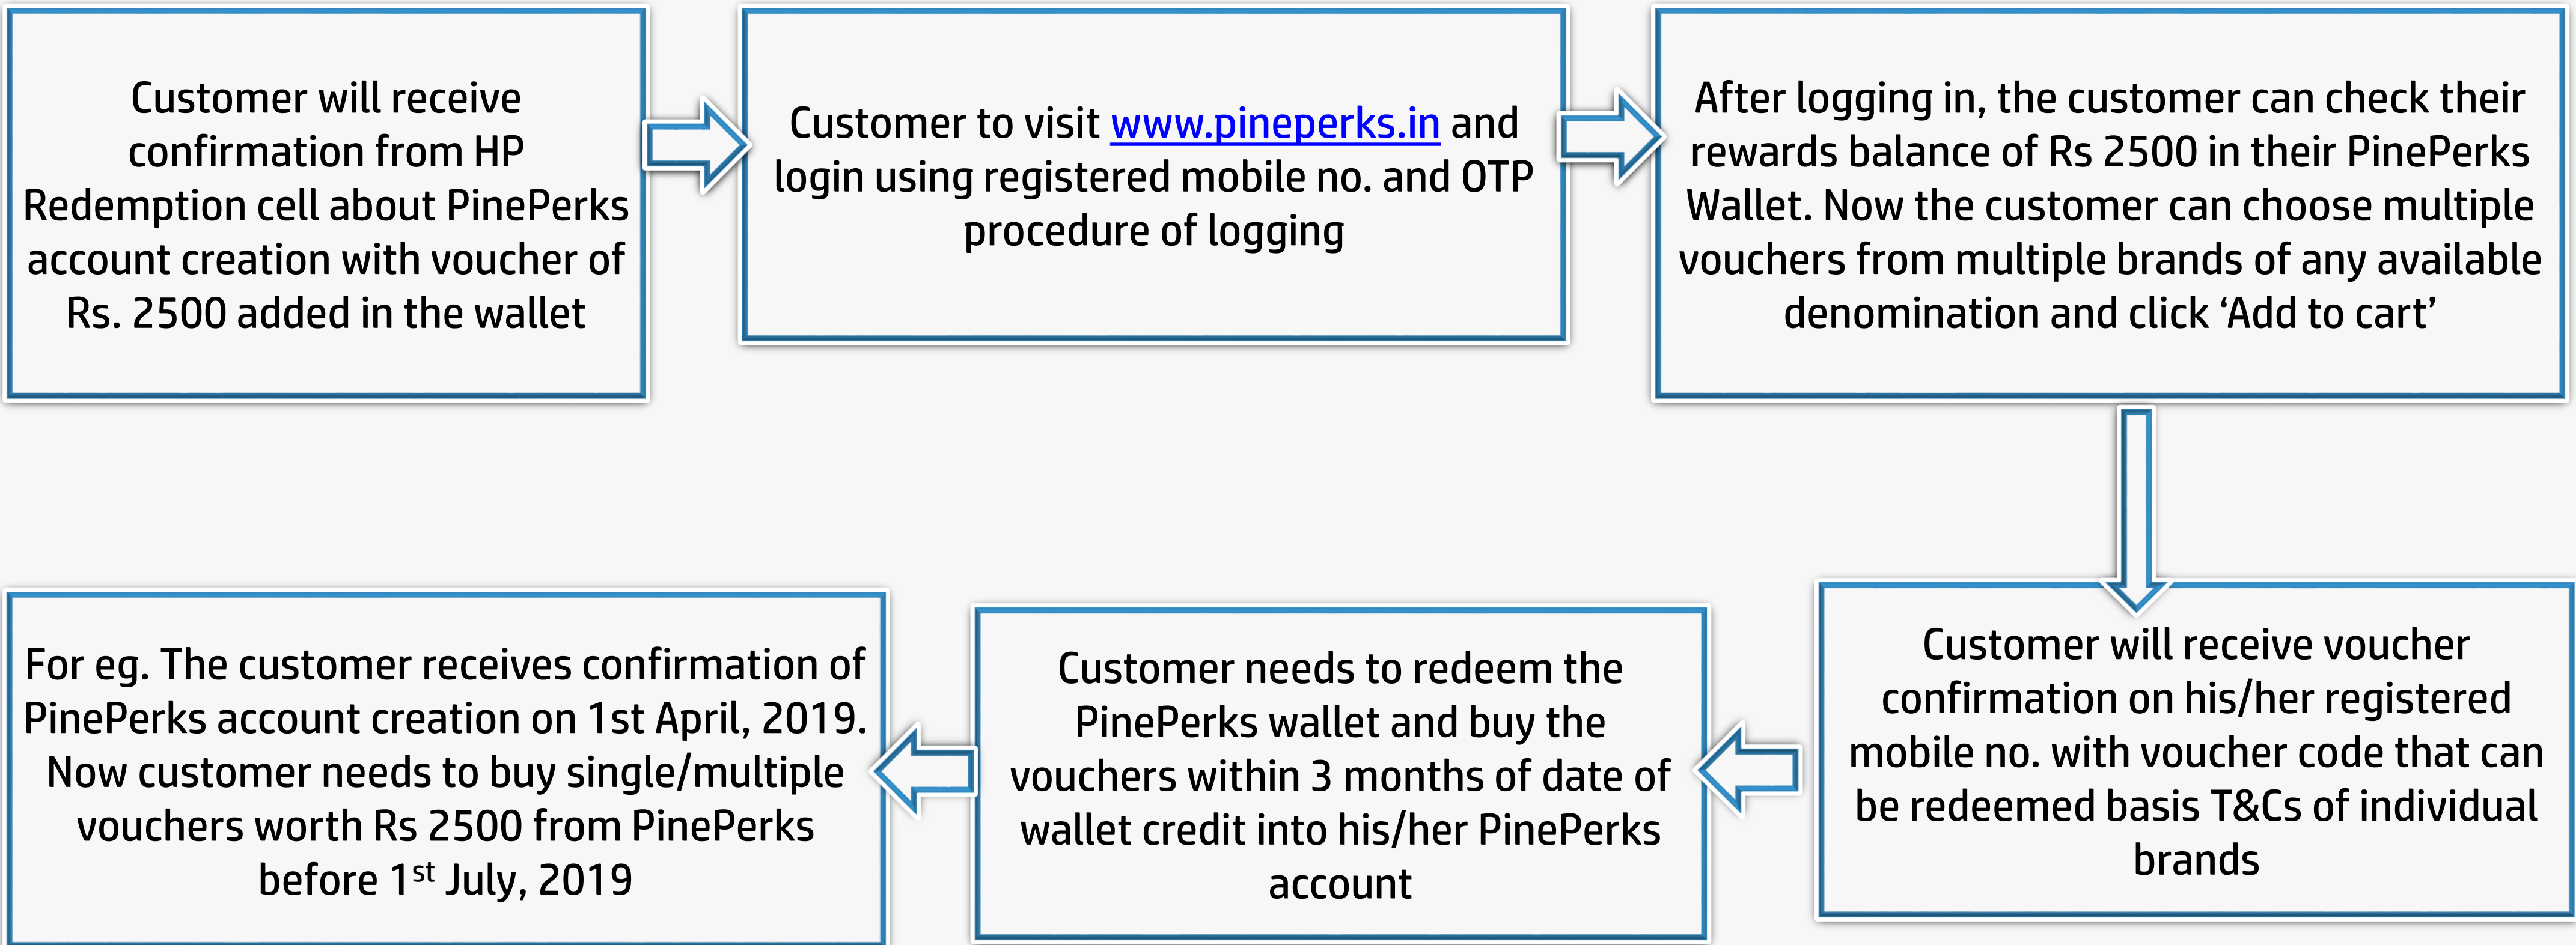 Customer will receive
confirmation from HP
Redemption cell about PinePerks
account creation with voucher of
Rs. 2500 added in the wallet
Customer to visit www.pineperks.in and
login using registered mobile no. and OTP
procedure of logging
After logging in, the customer can check their
rewards balance of Rs 2500 in their PinePerks
Wallet. Now the customer can choose multiple
vouchers from multiple brands of any available
denomination and click ‘Add to cart’
Customer will receive voucher
confirmation on his/her registered
mobile no. with voucher code that can
be redeemed basis T&Cs of individual
brands
Customer needs to redeem the
PinePerks wallet and buy the
vouchers within 3 months of date of
wallet credit into his/her PinePerks
account
For eg. The customer receives confirmation of
PinePerks account creation on 1st April, 2019.
Now customer needs to buy single/multiple
vouchers worth Rs 2500 from PinePerks
before 1st July, 2019